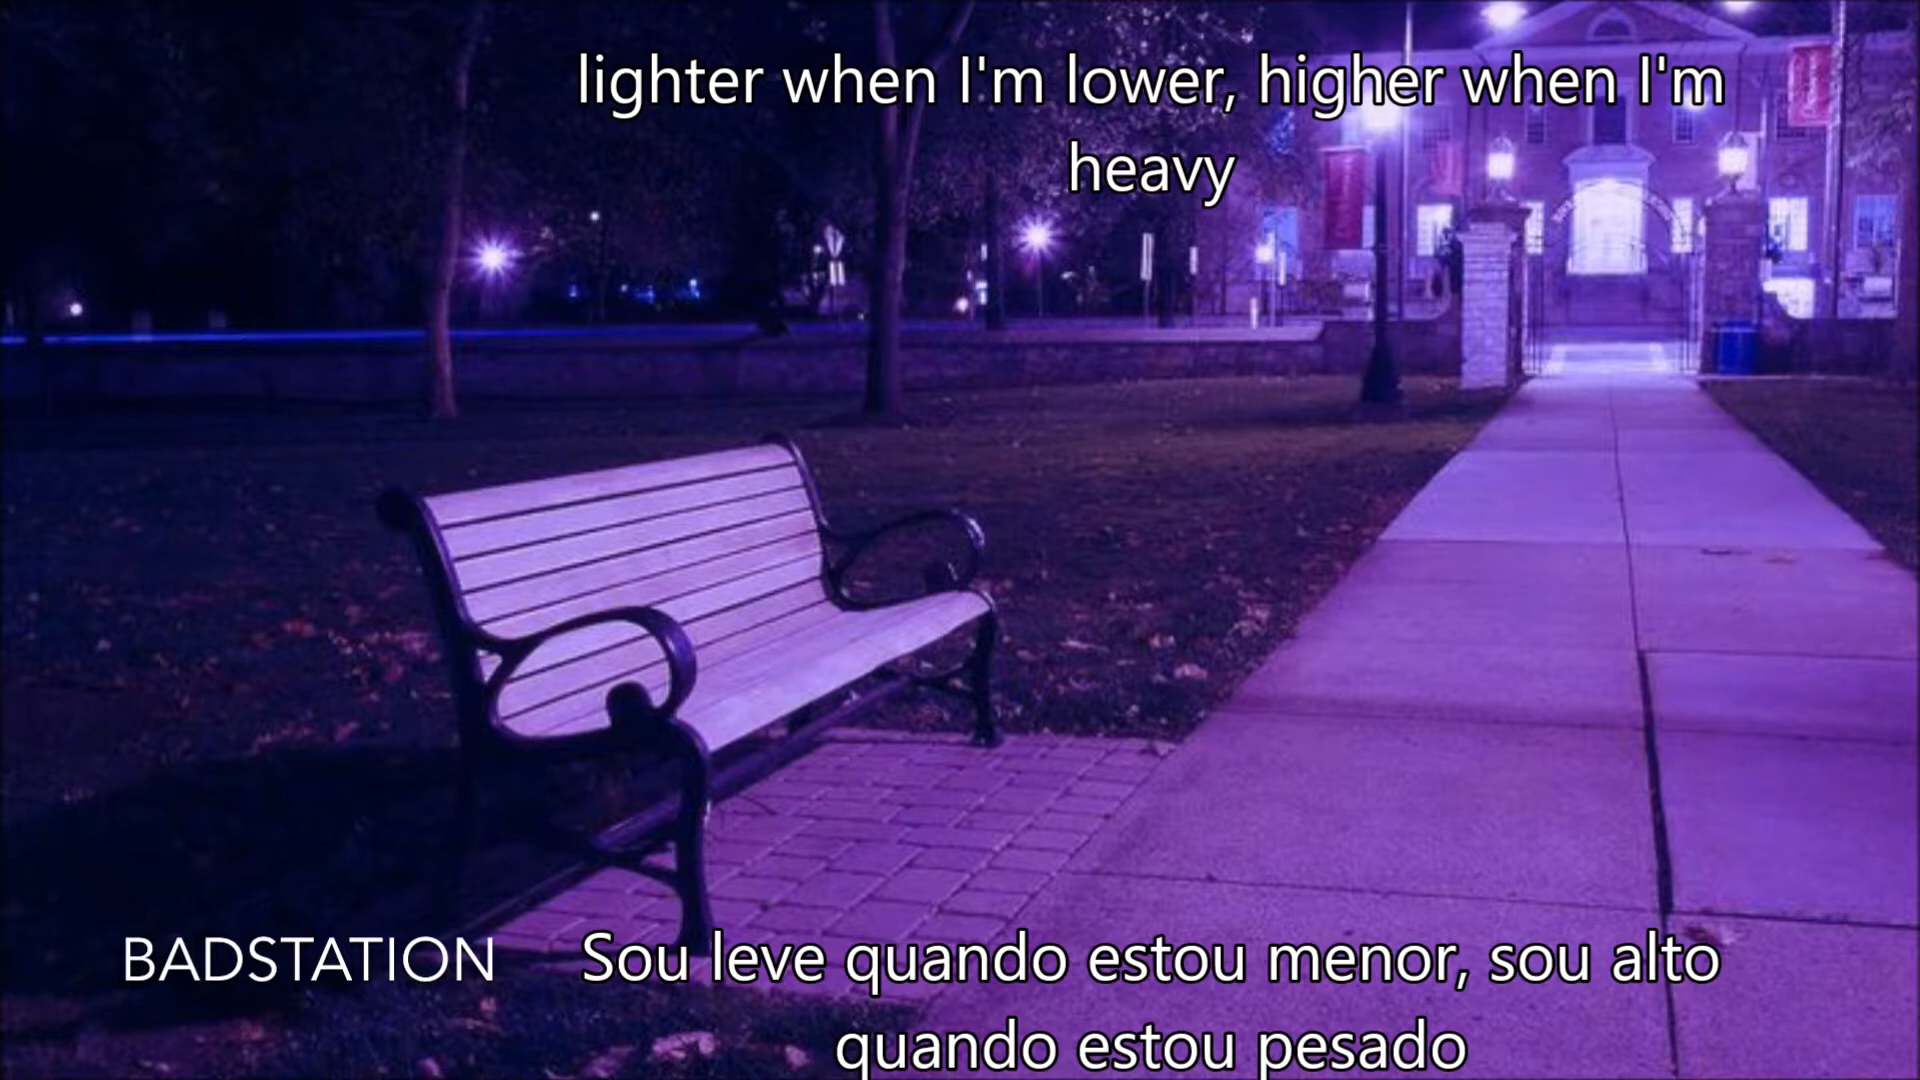 lighter when I'm lower, higher when I'm
heavy
BADSTATION
Sou leve quando estou menor, sou alto
quando estou pesado